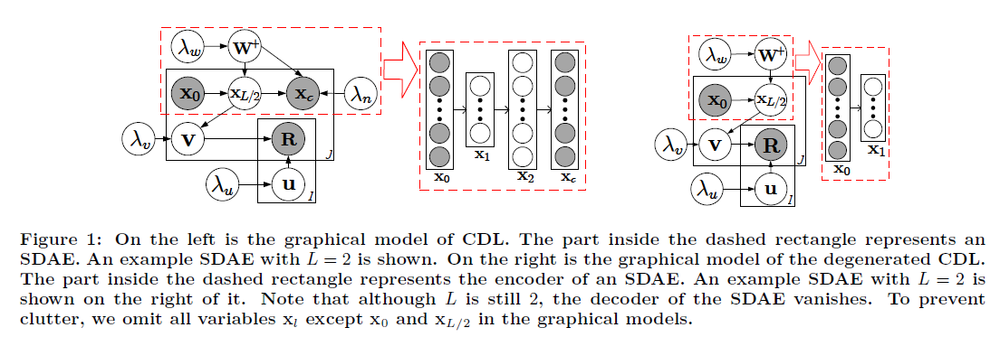 λw W+ λw W+
x0 xL/2 xc λn x0 xL/2
λv v R J λv v R J
λu u I λu u I
x0 x1 x2 xc x0 x1
Figure 1: On the left is the graphical model of CDL. The part inside the dashed rectangle represents an
SDAE. An example SDAE with L = 2 is shown. On the right is the graphical model of the degenerated CDL.
The part inside the dashed rectangle represents the encoder of an SDAE. An example SDAE with L = 2 is
shown on the right of it. Note that although L is still 2, the decoder of the SDAE vanishes. To prevent
clutter, we omit all variables xl except x0 and xL/2 in the graphical models.